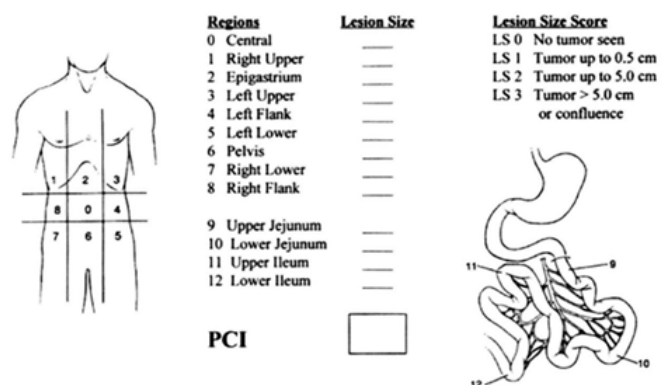 Regions Lesion Size
0 Central
1 Right Upper
2 Epigastrium
3 Left Upper
4 Left Flank
5 Left Lower
6 Pelvis
7 Right Lower
8 Right Flank
9 Upper Jejunum
10 Lower Jejunum
11 Upper Ileum
12 Lower Ileum
PCI
Lesion Size Score
LS 0 No tumor seen
LS 1 Tumor up to 0.5 cm
LS 2 Tumor up to 5.0 cm
LS 3 Tumor > 5.0 cm
or confluence
1 2 3
8 0 4
7 6 5
11 9
10
12